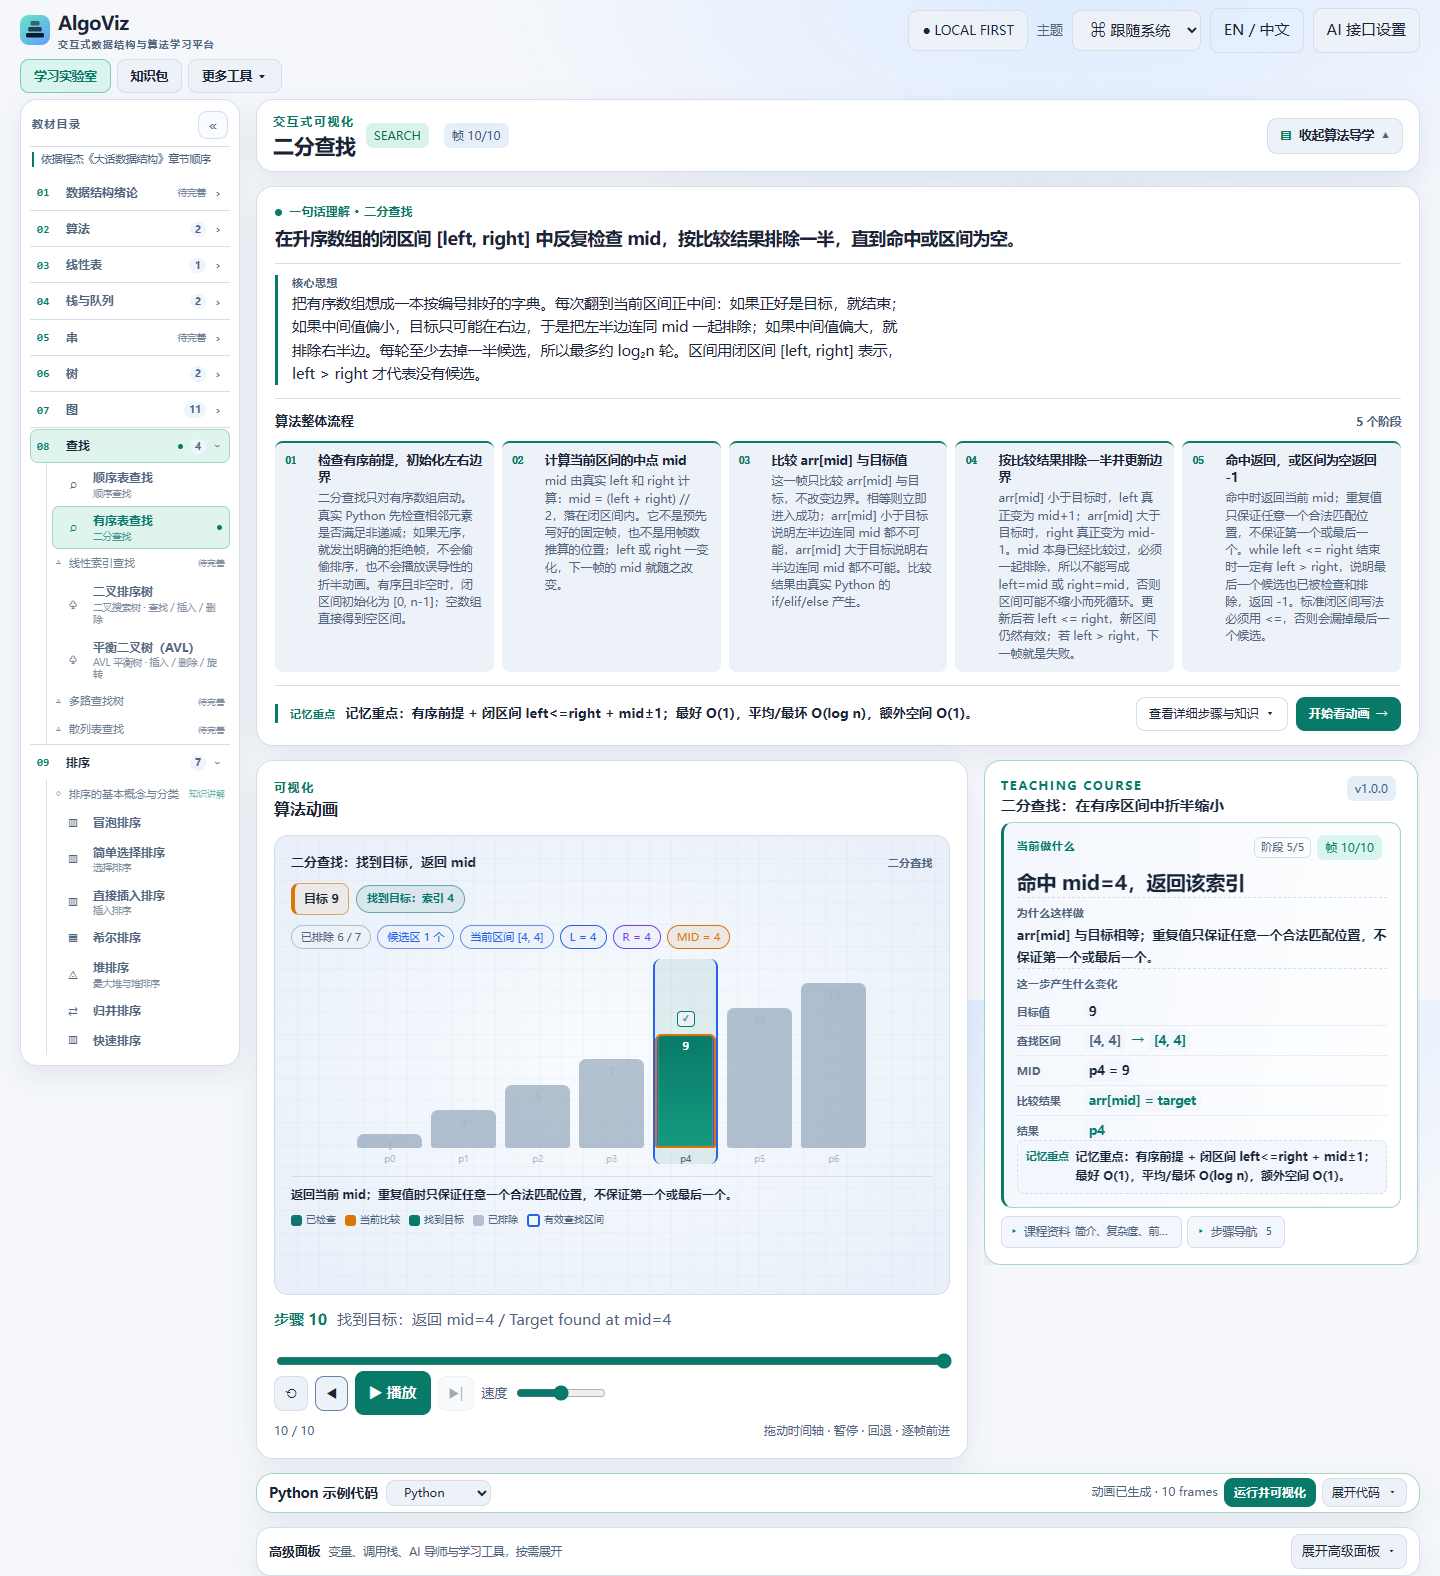 AlgoViz
交互式数据结构与算法学习平台
● LOCAL FIRST
主题
⌘ 跟随系统
EN / 中文
AI 接口设置
学习实验室
知识包
更多工具
教材目录
«
依据程杰《大话数据结构》章节顺序
01 数据结构绪论 待完善 ›
02 算法 2 ›
03 线性表 1 ›
04 栈与队列 2 ›
05 串 待完善 ›
06 树 2 ›
07 图 11 ›
08 查找 4
顺序表查找
顺序查找
有序表查找
二分查找
线性索引查找 待完善
二叉排序树
二叉搜索树 · 查找 / 插入 / 删
除
平衡二叉树（AVL）
AVL 平衡树 · 插入 / 删除 / 旋
转
多路查找树 待完善
散列表查找 待完善
09 排序 7
排序的基本概念与分类 知识讲解
冒泡排序
简单选择排序
选择排序
直接插入排序
插入排序
希尔排序
堆排序
最大堆与堆排序
归并排序
快速排序
交互式可视化
二分查找
SEARCH
帧 10/10
收起算法导学
一句话理解 • 二分查找
在升序数组的闭区间 [left, right] 中反复检查 mid，按比较结果排除一半，直到命中或区间为空。
核心思想
把有序数组想成一本按编号排好的字典。每次翻到当前区间正中间：如果正好是目标，就结束；
如果中间值偏小，目标只可能在右边，于是把左半边连同 mid 一起排除；如果中间值偏大，就
排除右半边。每轮至少去掉一半候选，所以最多约 log₂n 轮。区间用闭区间 [left, right] 表示，
left > right 才代表没有候选。
算法整体流程
5 个阶段
01 检查有序前提，初始化左右边
界
二分查找只对有序数组启动。
真实 Python 先检查相邻元素
是否满足非递减；如果无序，
就发出明确的拒绝帧，不会偷
偷排序，也不会播放误导性的
折半动画。有序且非空时，闭
区间初始化为 [0, n-1]；空数组
直接得到空区间。
02 计算当前区间的中点 mid
mid 由真实 left 和 right 计
算：mid = (left + right) //
2，落在闭区间内。它不是预先
写好的固定帧，也不是用帧数
推算的位置；left 或 right 一变
化，下一帧的 mid 就随之改
变。
03 比较 arr[mid] 与目标值
这一帧只比较 arr[mid] 与目
标，不改变边界。相等则立即
进入成功；arr[mid] 小于目标
说明左半边连同 mid 都不可
能，arr[mid] 大于目标说明右
半边连同 mid 都不可能。比较
结果由真实 Python 的
if/elif/else 产生。
04 按比较结果排除一半并更新边
界
arr[mid] 小于目标时，left 真
正变为 mid+1；arr[mid] 大于
目标时，right 真正变为 mid-
1。mid 本身已经比较过，必须
一起排除，所以不能写成
left=mid 或 right=mid，否则
区间可能不缩小而死循环。更
新后若 left <= right，新区间
仍然有效；若 left > right，下
一帧就是失败。
05 命中返回，或区间为空返回
-1
命中时返回当前 mid；重复值
只保证任意一个合法匹配位
置，不保证第一个或最后一
个。while left <= right 结束
时一定有 left > right，说明最
后一个候选也已被检查和排
除，返回 -1。标准闭区间写法
必须用 <=，否则会漏掉最后一
个候选。
记忆重点 记忆重点：有序前提 + 闭区间 left<=right + mid±1；最好 O(1)，平均/最坏 O(log n)，额外空间 O(1)。
查看详细步骤与知识
开始看动画 →
可视化
算法动画
二分查找：找到目标，返回 mid
二分查找
目标 9
找到目标：索引 4
已排除 6 / 7
候选区 1 个
当前区间 [4, 4]
L = 4
R = 4
MID = 4
13
11
✓
9
7
5
3
1
p0 p1 p2 p3 p4 p5 p6
返回当前 mid；重复值时只保证任意一个合法匹配位置，不保证第一个或最后一个。
已检查 当前比较 找到目标 已排除 有效查找区间
步骤 10 找到目标：返回 mid=4 / Target found at mid=4
▶ 播放
速度
10 / 10
拖动时间轴 · 暂停 · 回退 · 逐帧前进
TEACHING COURSE
二分查找：在有序区间中折半缩小
v1.0.0
当前做什么
阶段 5/5
帧 10/10
命中 mid=4，返回该索引
为什么这样做
arr[mid] 与目标相等；重复值只保证任意一个合法匹配位置，不
保证第一个或最后一个。
这一步产生什么变化
目标值 9
查找区间 [4, 4] → [4, 4]
MID p4 = 9
比较结果 arr[mid] = target
结果 p4
记忆重点 记忆重点：有序前提 + 闭区间 left<=right + mid±1；
最好 O(1)，平均/最坏 O(log n)，额外空间 O(1)。
课程资料 简介、复杂度、前...
步骤导航 5
Python 示例代码
Python
动画已生成 · 10 frames
运行并可视化
展开代码
高级面板 变量、调用栈、AI 导师与学习工具，按需展开
展开高级面板